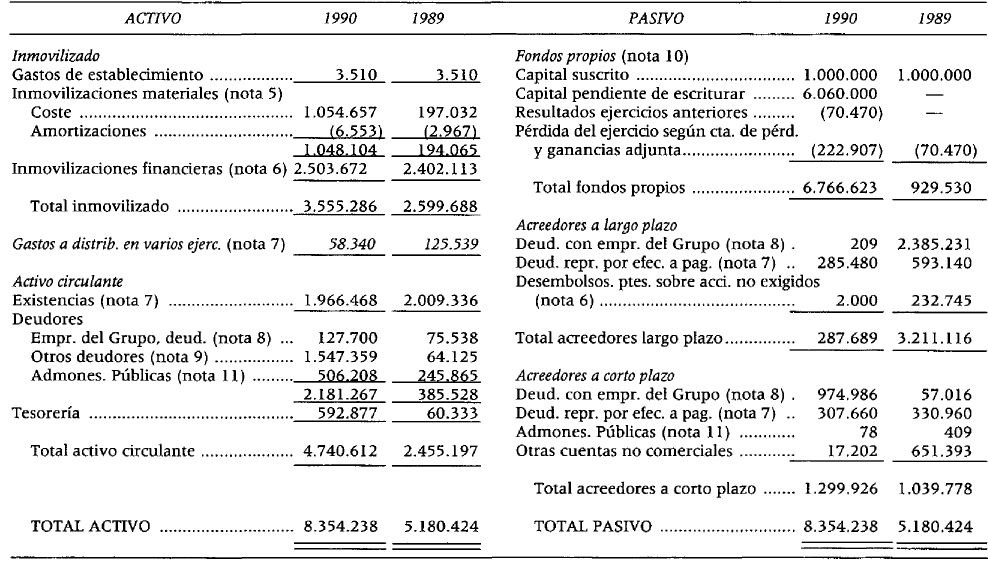 ACTIVO 1990 1989
Inmovilizado
Gastos de establecimiento .................. 3.510 3.510
Inmovilizaciones materiales (nota 5)
Coste .................. 1.054.657 197.032
Amortizaciones .................. (6.553) (2.967)
1.048.104 194.065
Inmovilizaciones financieras (nota 6) 2.503.672 2.402.113
Total inmovilizado .................. 3.555.286 2.599.688
Gastos a distrib. en varios ejerc. (nota 7) 58.340 125.539
Activo circulante
Existencias (nota 7) .................. 1.966.468 2.009.336
Deudores
Empr. del Grupo, deud. (nota 8) ... 127.700 75.538
Otros deudores (nota 9) .................. 1.547.359 64.125
Admones. Públicas (nota 11) ......... 506.208 245.865
2.181.267 385.528
Tesorería .................. 592.877 60.333
Total activo circulante .................. 4.740.612 2.455.197
TOTAL ACTIVO .................. 8.354.238 5.180.424
PASIVO 1990 1989
Fondos propios (nota 10)
Capital suscrito .................. 1.000.000 1.000.000
Capital pendiente de escriturar ......... 6.060.000 —
Resultados ejercicios anteriores ......... (70.470) —
Pérdida del ejercicio según cta. de pérd.
y ganancias adjunta.................. (222.907) (70.470)
Total fondos propios .................. 6.766.623 929.530
Acreedores a largo plazo
Deud. con empr. del Grupo (nota 8) . 209 2.385.231
Deud. repr. por efec. a pag. (nota 7) .. 285.480 593.140
Desembolsos. ptes. sobre acci. no exigidos
(nota 6) .................. 2.000 232.745
Total acreedores largo plazo............ 287.689 3.211.116
Acreedores a corto plazo
Deud. con empr. del Grupo (nota 8) . 974.986 57.016
Deud. repr. por efec. a pag. (nota 7) .. 307.660 330.960
Admones. Públicas (nota 11) ............ 78 409
Otras cuentas no comerciales ........... 17.202 651.393
Total acreedores a corto plazo ....... 1.299.926 1.039.778
TOTAL PASIVO .................. 8.354.238 5.180.424